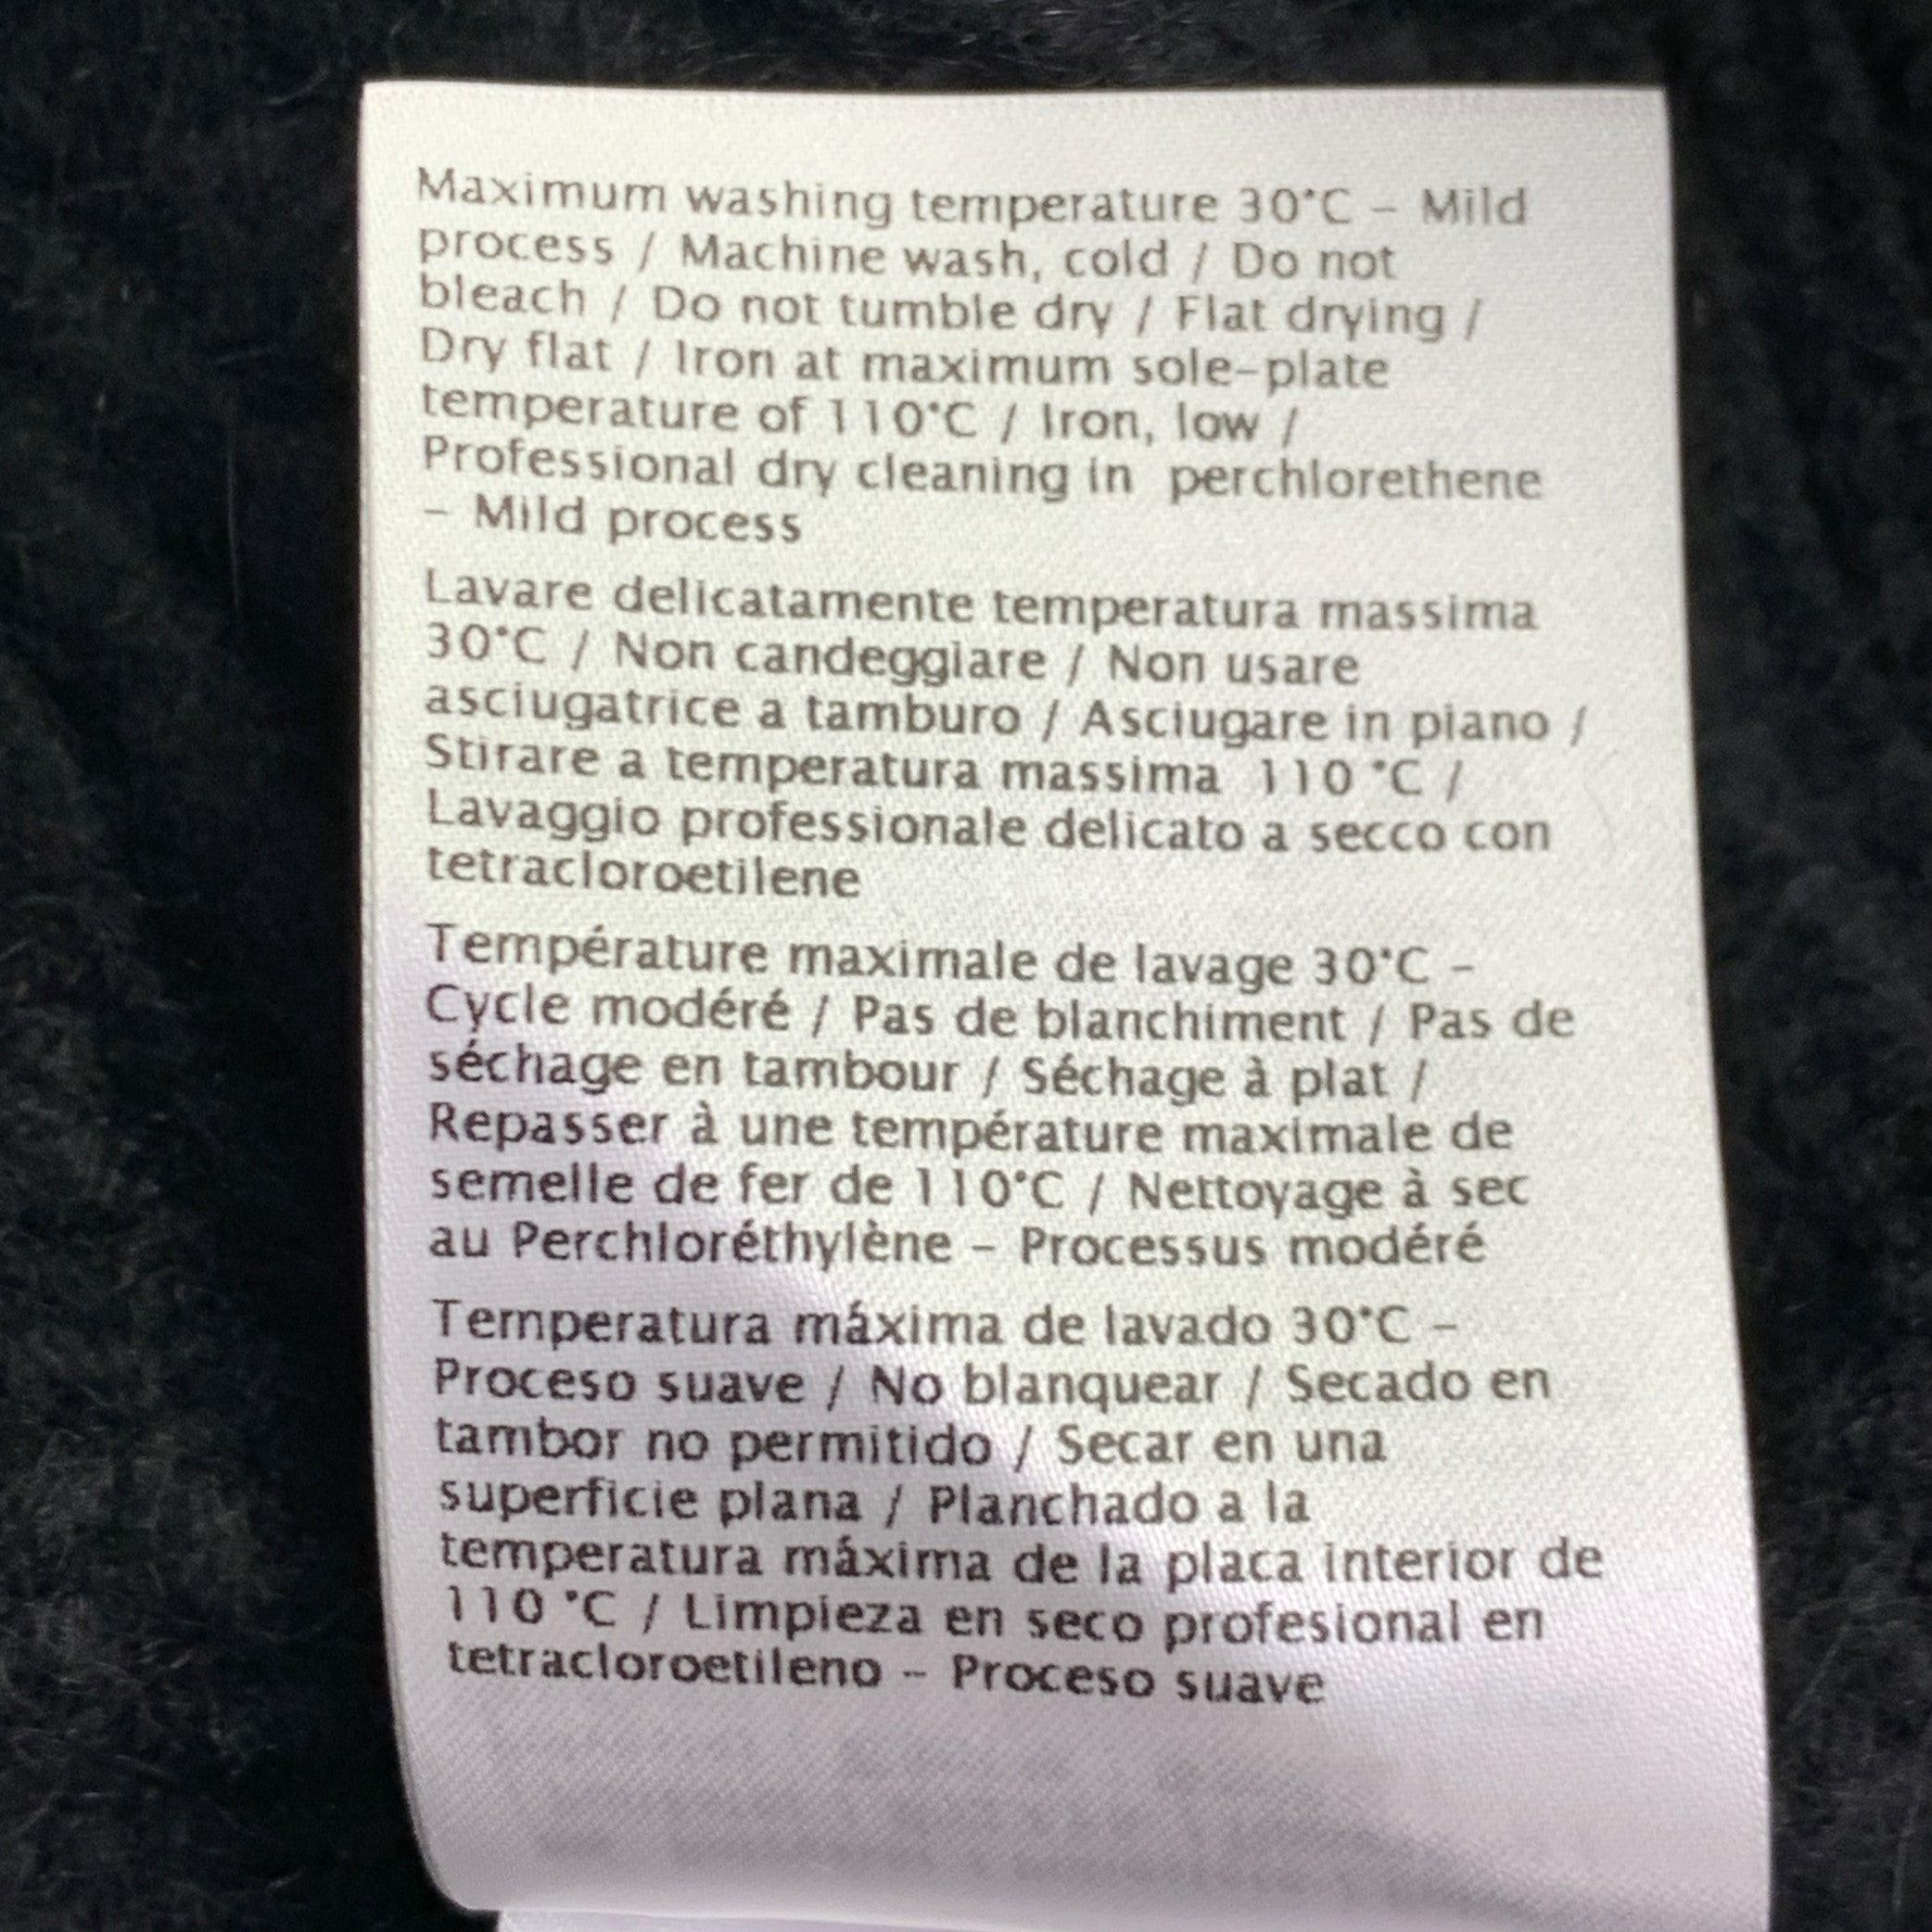 Maximum washing temperature 30°C – Mild
process / Machine wash, cold / Do not
bleach / Do not tumble dry / Flat drying /
Dry flat / Iron at maximum sole-plate
temperature of 110°C / Iron, low /
Professional dry cleaning in perchlorethene
– Mild process
Lavare delicatamente temperatura massima
30°C / Non candeggiare / Non usare
asciugatrice a tamburo / Asciugare in piano /
Stirare a temperatura massima 110 °C /
Lavaggio professionale delicato a secco con
tetracloroetilene
Température maximale de lavage 30°C –
Cycle modéré / Pas de blanchiment / Pas de
séchage en tambour / Séchage à plat /
Repasser à une température maximale de
semelle de fer de 110°C / Nettoyage à sec
au Perchloréthylène – Processus modéré
Temperatura máxima de lavado 30°C –
Proceso suave / No blanquear / Secado en
tambor no permitido / Secar en una
superficie plana / Planchado a la
temperatura máxima de la placa interior de
110 °C / Limpieza en seco profesional en
tetracloroetileno – Proceso suave